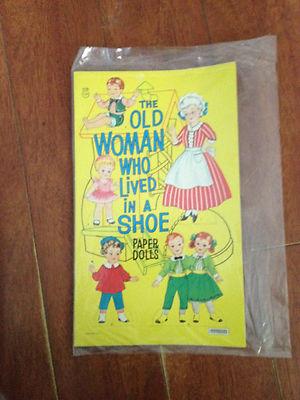 THE
OLD
WOMAN
WHO
LIVED
IN A
SHOE
PAPER
DOLLS